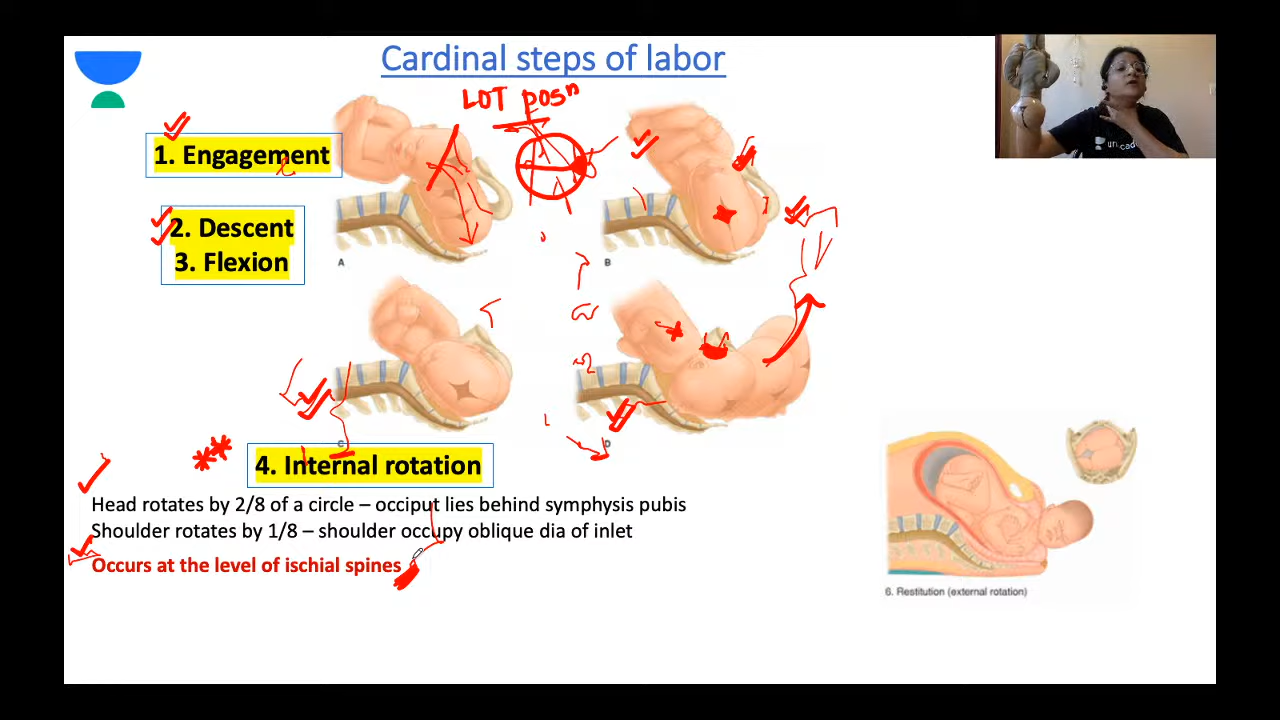 Cardinal steps of labor
LOT posⁿ
1. Engagement
2. Descent
3. Flexion
A
B
C
D
4. Internal rotation
Head rotates by 2/8 of a circle – occiput lies behind symphysis pubis
Shoulder rotates by 1/8 – shoulder occupy oblique dia of inlet
Occurs at the level of ischial spines
6. Restitution (external rotation)